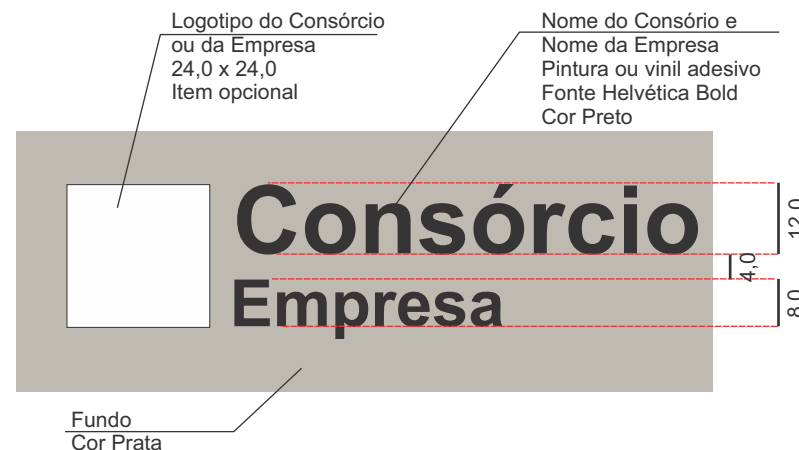 Logotipo do Consórcio
ou da Empresa
24,0 x 24,0
Item opcional
Nome do Consório e
Nome da Empresa
Pintura ou vinil adesivo
Fonte Helvética Bold
Cor Preto
Consórcio
Empresa
12,0
4,0
8,0
Fundo
Cor Prata